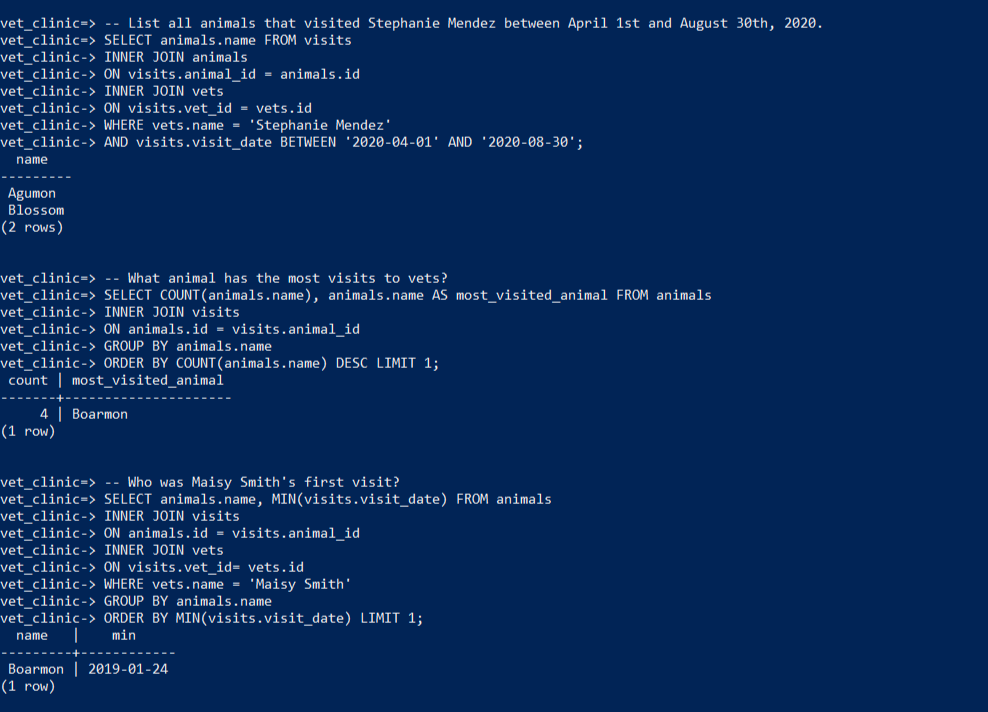 vet_clinic=> -- List all animals that visited Stephanie Mendez between April 1st and August 30th, 2020.
vet_clinic=> SELECT animals.name FROM visits
vet_clinic-> INNER JOIN animals
vet_clinic-> ON visits.animal_id = animals.id
vet_clinic-> INNER JOIN vets
vet_clinic-> ON visits.vet_id = vets.id
vet_clinic-> WHERE vets.name = 'Stephanie Mendez'
vet_clinic-> AND visits.visit_date BETWEEN '2020-04-01' AND '2020-08-30';
  name
---------
 Agumon
 Blossom
(2 rows)

vet_clinic=> -- What animal has the most visits to vets?
vet_clinic=> SELECT COUNT(animals.name), animals.name AS most_visited_animal FROM animals
vet_clinic-> INNER JOIN visits
vet_clinic-> ON animals.id = visits.animal_id
vet_clinic-> GROUP BY animals.name
vet_clinic-> ORDER BY COUNT(animals.name) DESC LIMIT 1;
 count | most_visited_animal
-------+---------------------
     4 | Boarmon
(1 row)

vet_clinic=> -- Who was Maisy Smith's first visit?
vet_clinic=> SELECT animals.name, MIN(visits.visit_date) FROM animals
vet_clinic-> INNER JOIN visits
vet_clinic-> ON animals.id = visits.animal_id
vet_clinic-> INNER JOIN vets
vet_clinic-> ON visits.vet_id= vets.id
vet_clinic-> WHERE vets.name = 'Maisy Smith'
vet_clinic-> GROUP BY animals.name
vet_clinic-> ORDER BY MIN(visits.visit_date) LIMIT 1;
  name   |    min
---------+------------
 Boarmon | 2019-01-24
(1 row)